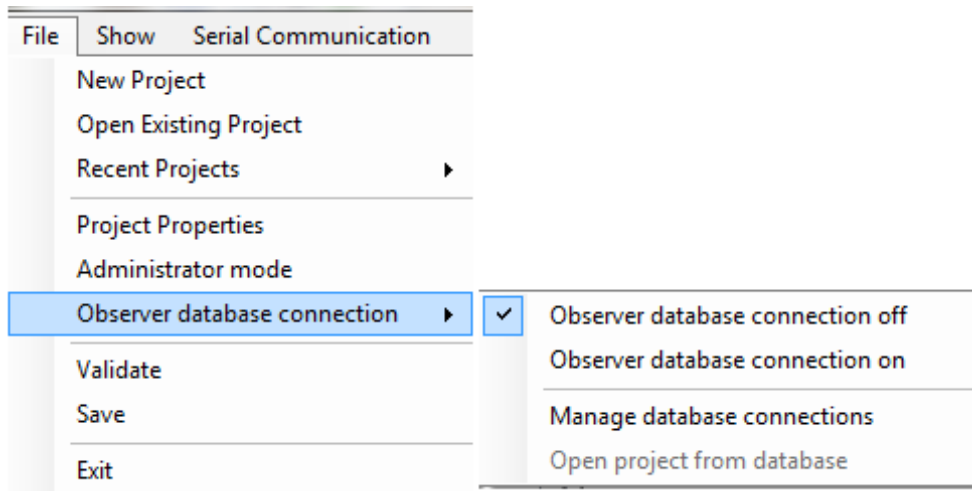 File Show Serial Communication
New Project
Open Existing Project
Recent Projects
Project Properties
Administrator mode
Observer database connection
Validate
Save
Exit
Observer database connection off
Observer database connection on
Manage database connections
Open project from database